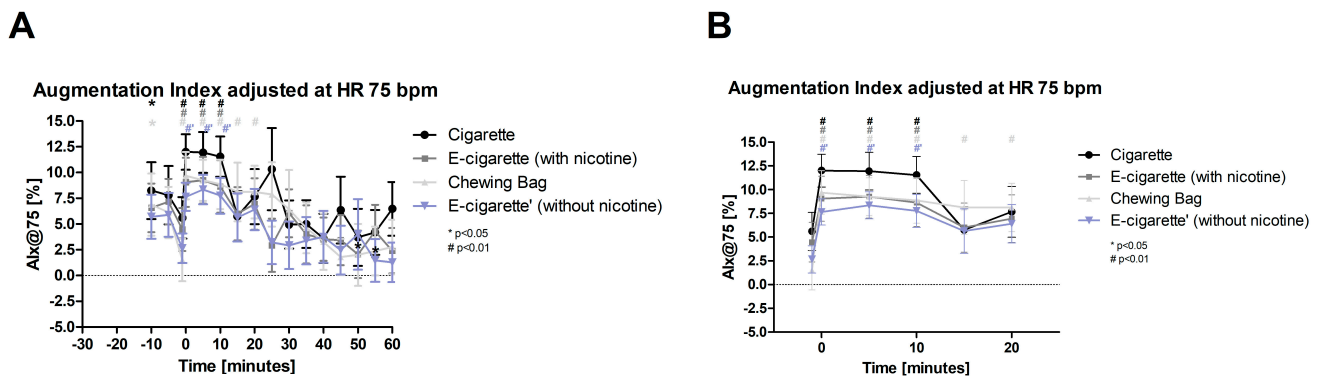 A
Augmentation Index adjusted at HR 75 bpm
* # # #
# # #
* # # # # #
#' #' #'
AIx@75 [%]
15.0
12.5
10.0
7.5
5.0
2.5
0.0
-2.5
-5.0
-30 -20 -10 0 10 20 30 40 50 60
Time [minutes]
Cigarette
E-cigarette (with nicotine)
Chewing Bag
E-cigarette' (without nicotine)
* p<0.05
# p<0.01
* *
B
Augmentation Index adjusted at HR 75 bpm
# # #
# # #
# # # # #
#' #' #'
AIx@75 [%]
15.0
12.5
10.0
7.5
5.0
2.5
0.0
-2.5
-5.0
0 10 20
Time [minutes]
Cigarette
E-cigarette (with nicotine)
Chewing Bag
E-cigarette' (without nicotine)
* p<0.05
# p<0.01